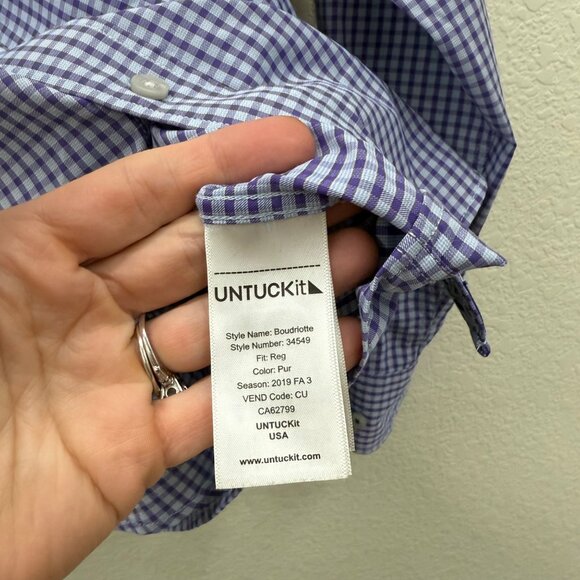 UNTUCKit
Style Name: Boudriotte
Style Number: 34549
Fit: Reg
Color: Pur
Season: 2019 FA 3
VEND Code: CU
CA62799
UNTUCKit
USA
www.untuckit.com